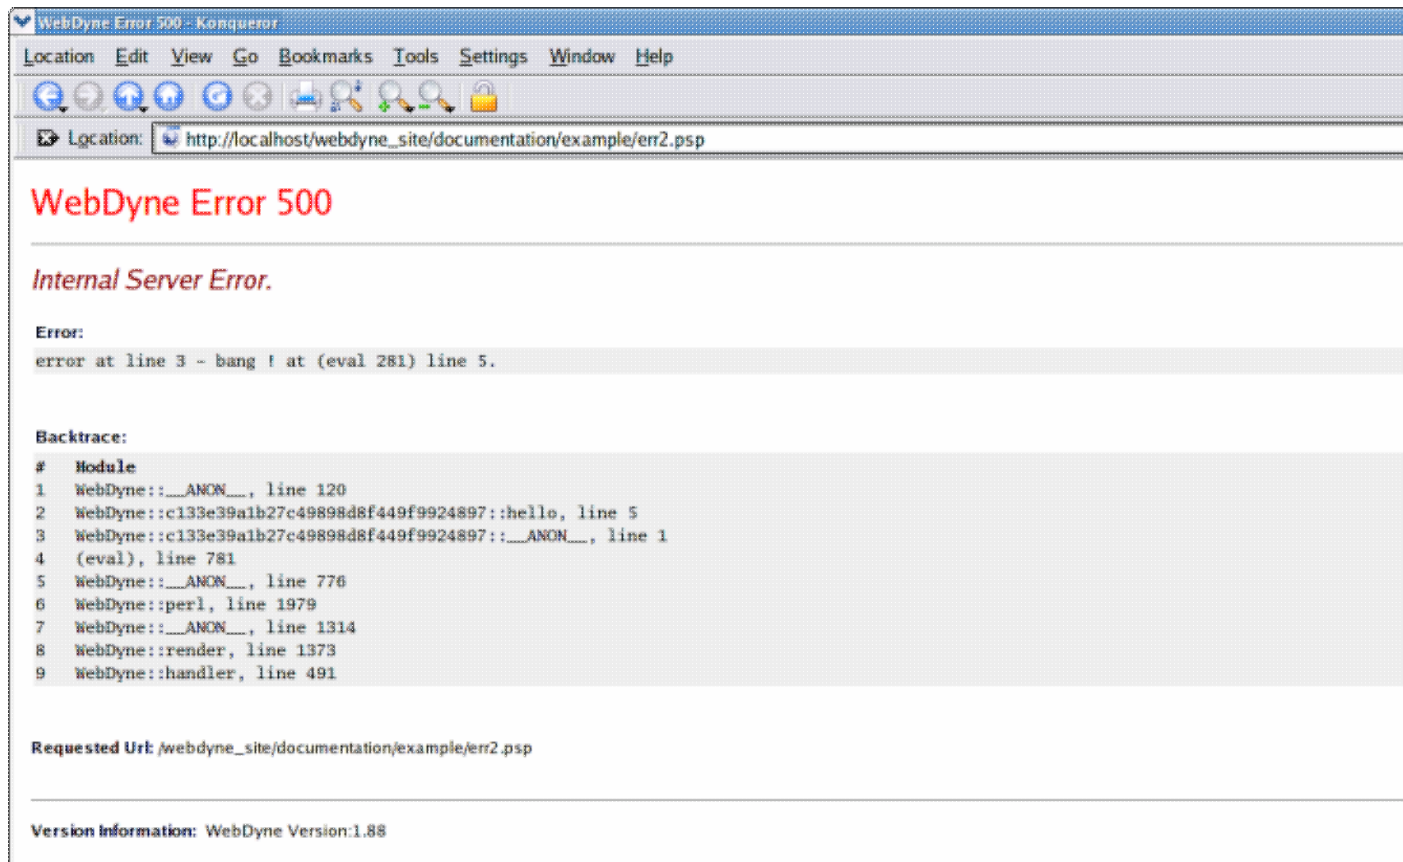 WebDyne Error 500 - Konqueror
Location Edit View Go Bookmarks Tools Settings Window Help
Location: http://localhost/webdyne_site/documentation/example/err2.psp
WebDyne Error 500
Internal Server Error.
Error:
error at line 3 - bang ! at (eval 281) line 5.
Backtrace:
# Module
1 WebDyne::__ANON__, line 120
2 WebDyne::c133e39a1b27c49898d8f449f9924897::hello, line 5
3 WebDyne::c133e39a1b27c49898d8f449f9924897::__ANON__, line 1
4 (eval), line 781
5 WebDyne::__ANON__, line 776
6 WebDyne::perl, line 1979
7 WebDyne::__ANON__, line 1314
8 WebDyne::render, line 1373
9 WebDyne::handler, line 491
Requested Url: /webdyne_site/documentation/example/err2.psp
Version Information: WebDyne Version:1.88